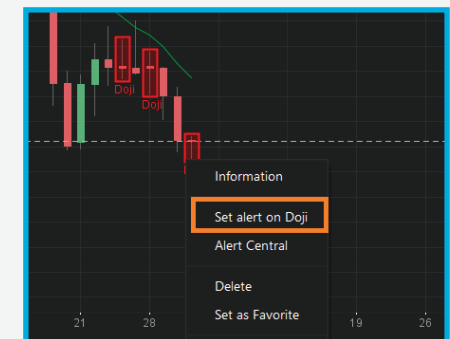 Doji
Doji
Information
Set alert on Doji
Alert Central
Delete
Set as Favorite
21
28
19
26